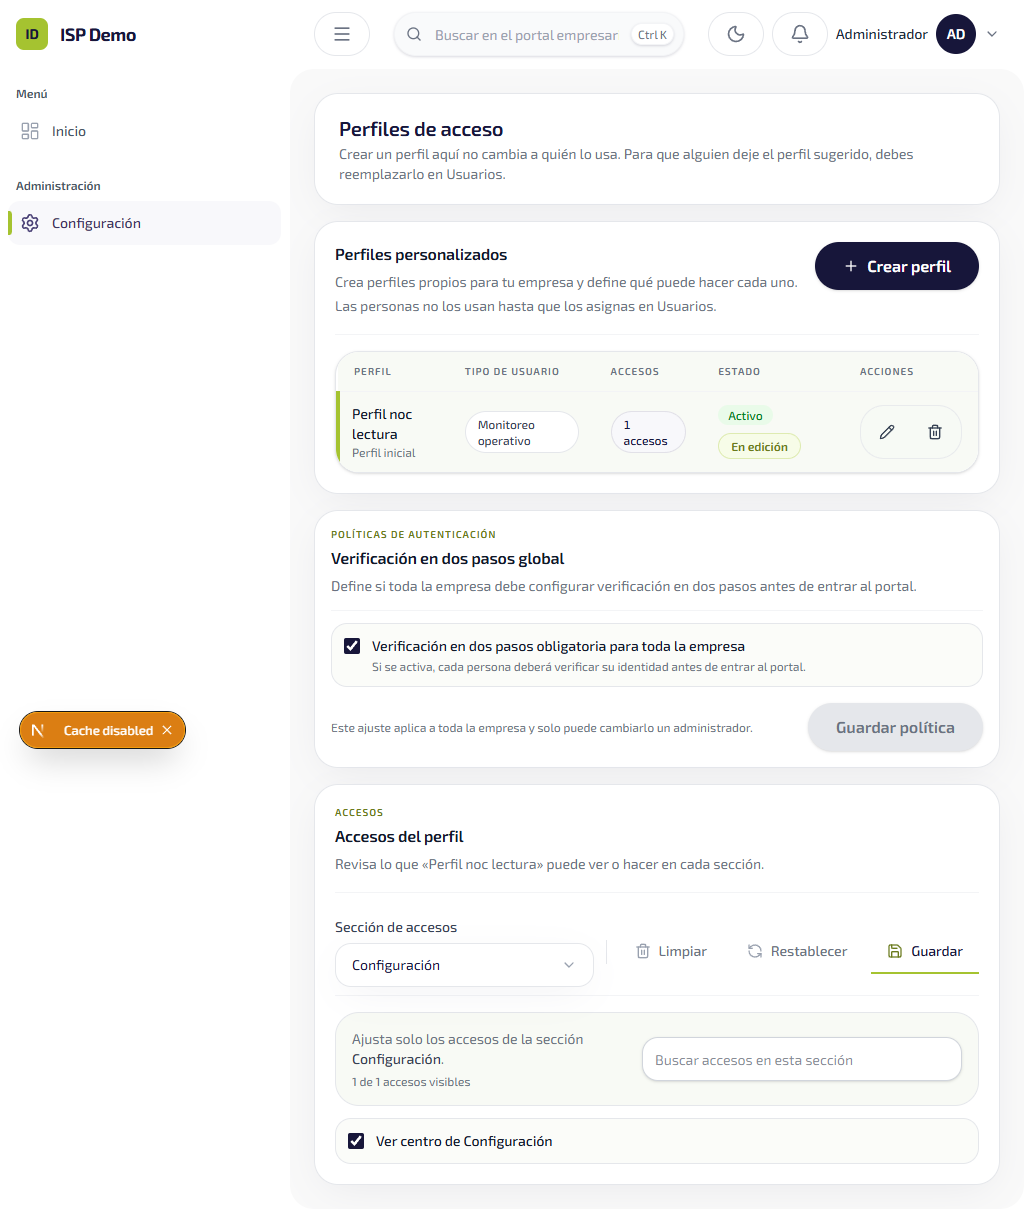 ID
ISP Demo
Buscar en el portal empresar
Ctrl K
Administrador
AD
Menú
Inicio
Administración
Configuración
Perfiles de acceso
Crear un perfil aquí no cambia a quién lo usa. Para que alguien deje el perfil sugerido, debes
reemplazarlo en Usuarios.
Perfiles personalizados
Crea perfiles propios para tu empresa y define qué puede hacer cada uno.
Las personas no los usan hasta que los asignas en Usuarios.
Crear perfil
PERFIL
TIPO DE USUARIO
ACCESOS
ESTADO
ACCIONES
Perfil noc
lectura
Perfil inicial
Monitoreo
operativo
1
accesos
Activo
En edición
POLÍTICAS DE AUTENTICACIÓN
Verificación en dos pasos global
Define si toda la empresa debe configurar verificación en dos pasos antes de entrar al portal.
Verificación en dos pasos obligatoria para toda la empresa
Si se activa, cada persona deberá verificar su identidad antes de entrar al portal.
Este ajuste aplica a toda la empresa y solo puede cambiarlo un administrador.
Guardar política
N
Cache disabled
ACCESOS
Accesos del perfil
Revisa lo que «Perfil noc lectura» puede ver o hacer en cada sección.
Sección de accesos
Configuración
Limpiar
Restablecer
Guardar
Ajusta solo los accesos de la sección
Configuración.
1 de 1 accesos visibles
Buscar accesos en esta sección
Ver centro de Configuración